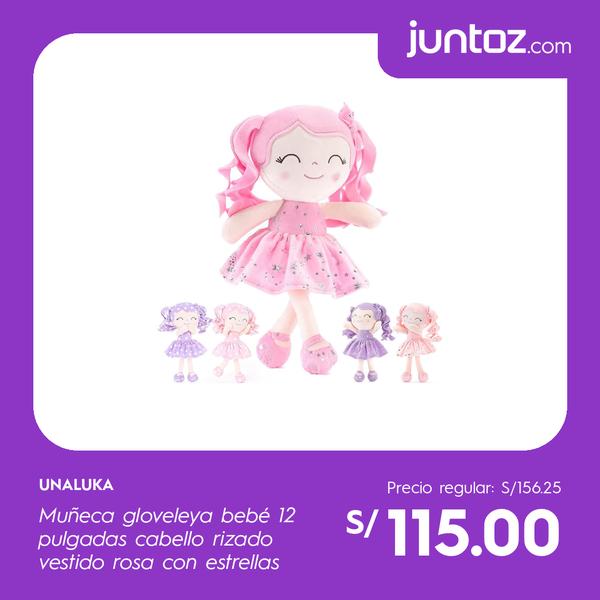 juntoz.com
UNALUKA
Muñeca gloveleya bebé 12
pulgadas cabello rizado
vestido rosa con estrellas
Precio regular: S/156.25
S/115.00